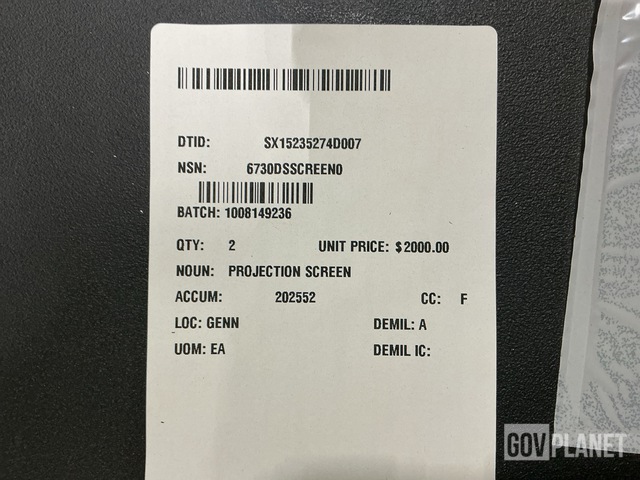 DTID: SX15235274D007
NSN: 6730DSSCREEN0
BATCH: 1008149236
QTY: 2 UNIT PRICE: $2000.00
NOUN: PROJECTION SCREEN
ACCUM: 202552 CC: F
LOC: GENN DEMIL: A
UOM: EA DEMIL IC:
GOVPLANET